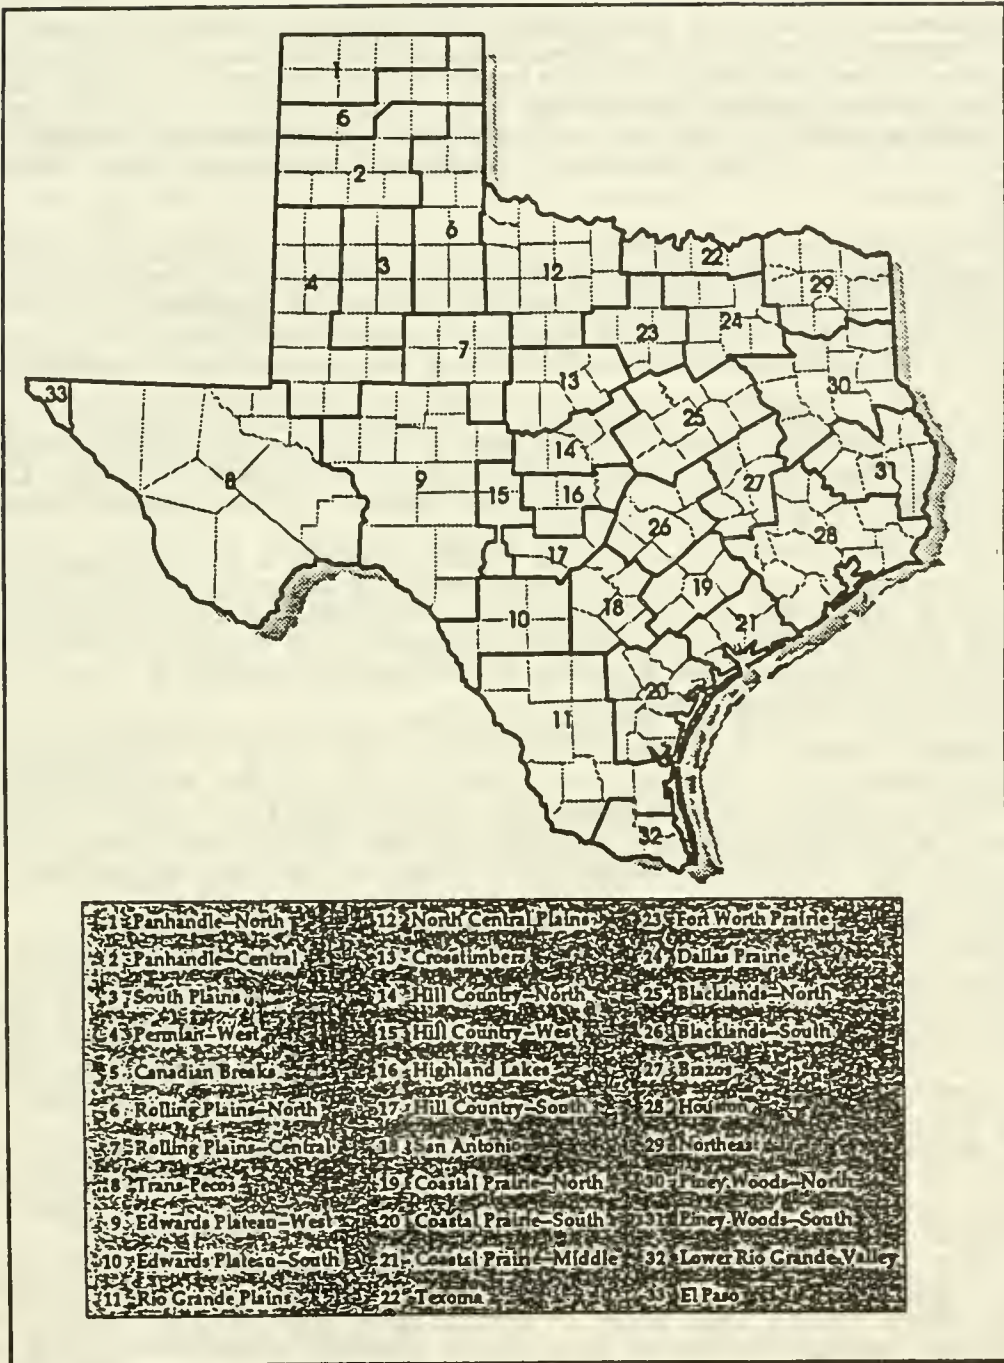 1
6
2
6
22
3
12
4
29
24
23
7
33
13
30
25
14
31
8
9
15
16
27
26
28
17
19
18
10
21
20
11
32
1 Panhandle–North
2 Panhandle–Central
3 South Plains
4 Permian–West
5 Canadian Breaks
6 Rolling Plains–North
7 Rolling Plains–Central
8 Trans-Pecos
9 Edwards Plateau–West
10 Edwards Plateau–South
11 Rio Grande Plains
12 North Central Plains
13 Crosstimbers
14 Hill Country–North
15 Hill Country–West
16 Highland Lakes
17 Hill Country–South
18 San Antonio
19 Coastal Prairie–North
20 Coastal Prairie–South
21 Coastal Prairie–Middle
22 Texoma
23 Fort Worth Prairie
24 Dallas Prairie
25 Blacklands–North
26 Blacklands–South
27 Brazos
28 Houston
29 Northeast
30 Piney Woods–North
31 Piney Woods–South
32 Lower Rio Grande Valley
33 El Paso